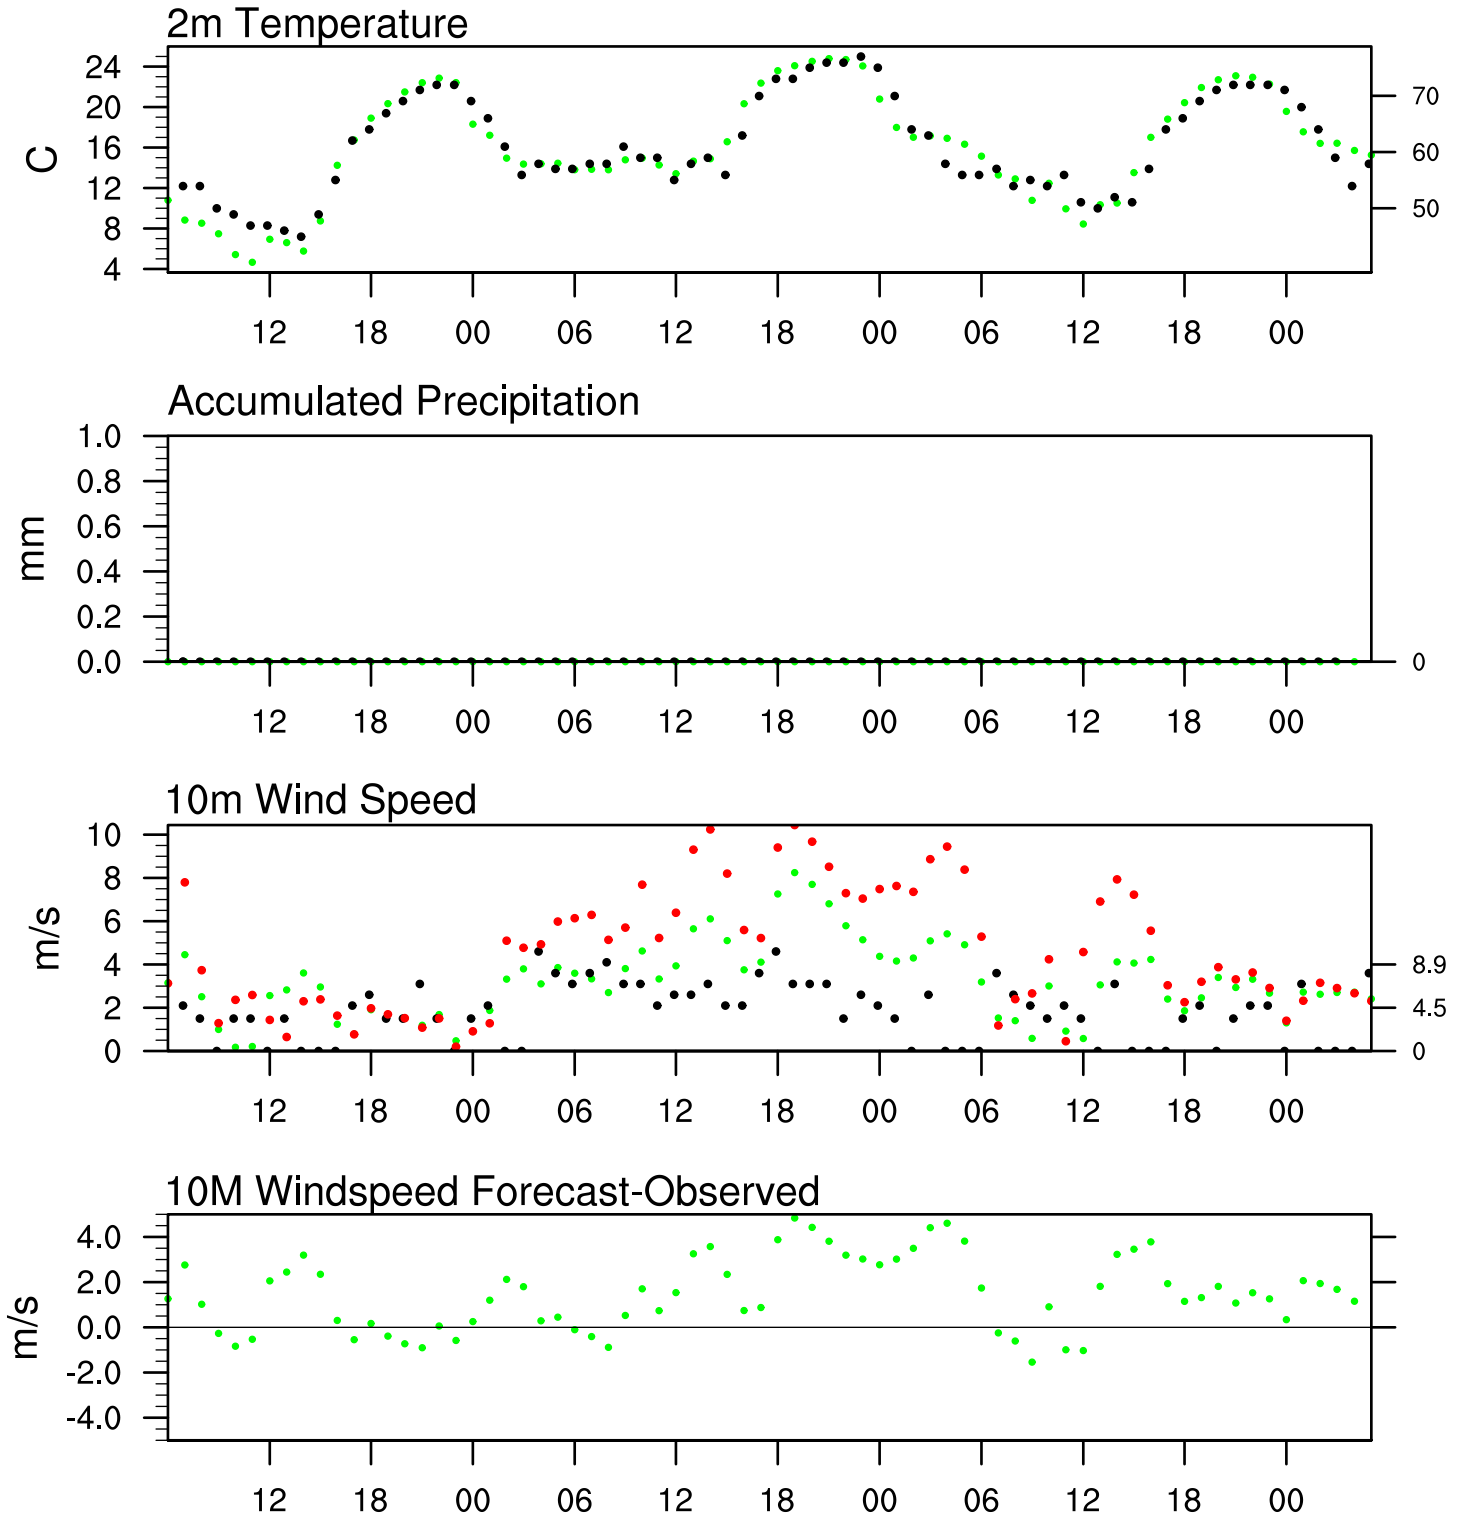 2m Temperature
24
20
16
12
8
4
C
70
60
50
12 18 00 06 12 18 00 06 12 18 00
Accumulated Precipitation
1.0
0.8
0.6
0.4
0.2
0.0
mm
0
12 18 00 06 12 18 00 06 12 18 00
10m Wind Speed
10
8
6
4
2
0
m/s
8.9
4.5
0
12 18 00 06 12 18 00 06 12 18 00
10M Windspeed Forecast-Observed
4.0
2.0
0.0
-2.0
-4.0
m/s
12 18 00 06 12 18 00 06 12 18 00